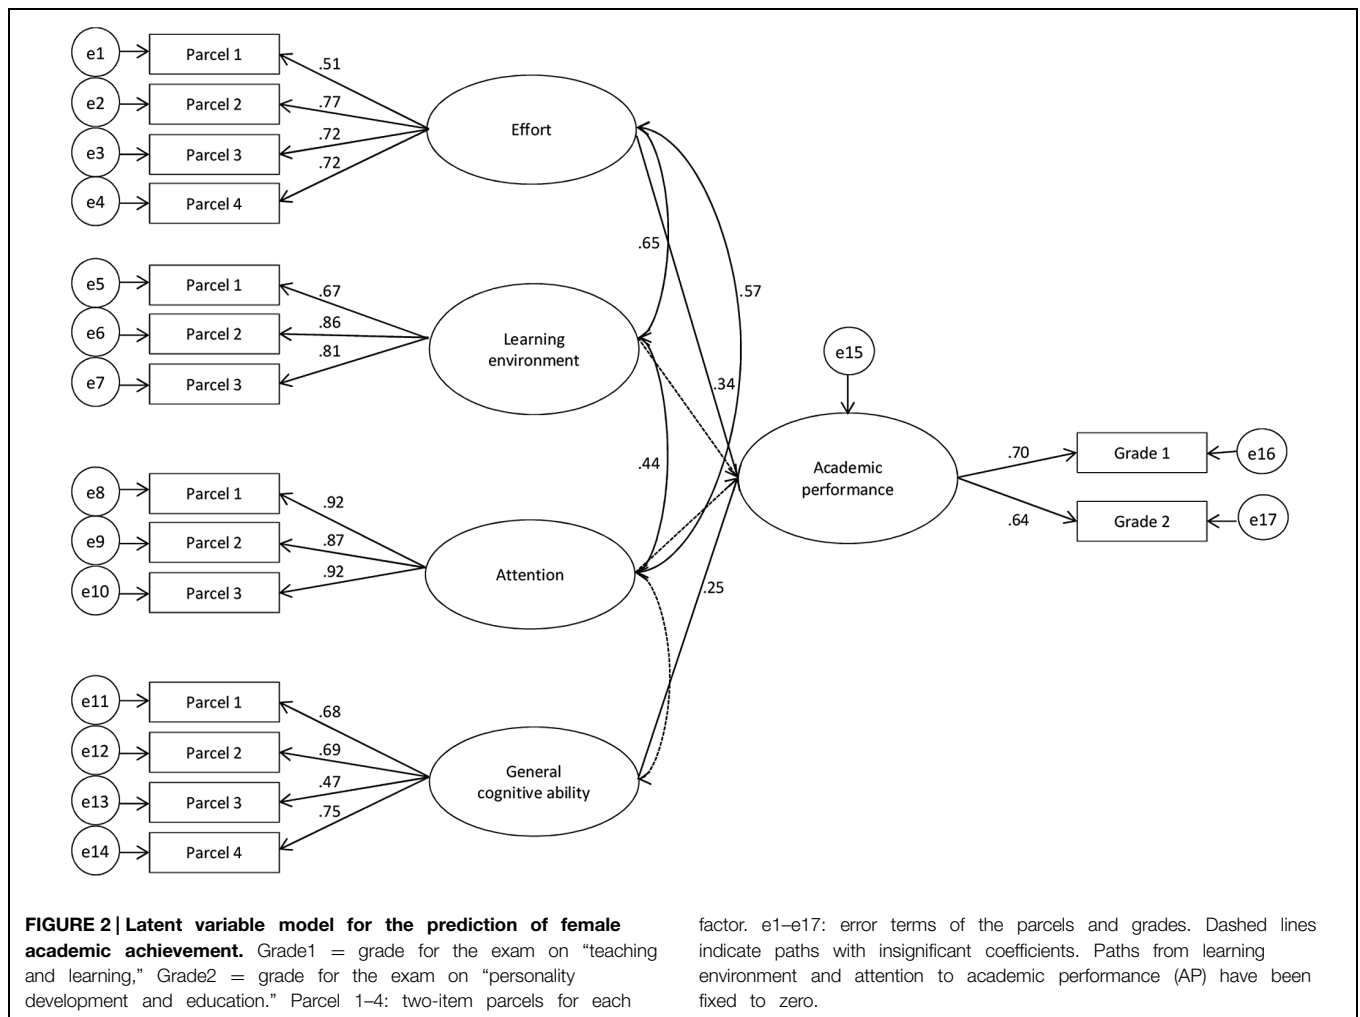 e1
Parcel 1
.51
e2
Parcel 2
.77
e3
Parcel 3
.72
e4
Parcel 4
.72
Effort
e5
Parcel 1
.67
e6
Parcel 2
.86
e7
Parcel 3
.81
Learning
environment
e8
Parcel 1
.92
e9
Parcel 2
.87
e10
Parcel 3
.92
Attention
e11
Parcel 1
.68
e12
Parcel 2
.69
e13
Parcel 3
.47
e14
Parcel 4
.75
General
cognitive ability
.65
.57
.34
.44
.25
e15
Academic
performance
.70
Grade 1
e16
.64
Grade 2
e17
FIGURE 2 | Latent variable model for the prediction of female
academic achievement. Grade1 = grade for the exam on “teaching
and learning,” Grade2 = grade for the exam on “personality
development and education.” Parcel 1–4: two-item parcels for each
factor. e1–e17: error terms of the parcels and grades. Dashed lines
indicate paths with insignificant coefficients. Paths from learning
environment and attention to academic performance (AP) have been
fixed to zero.